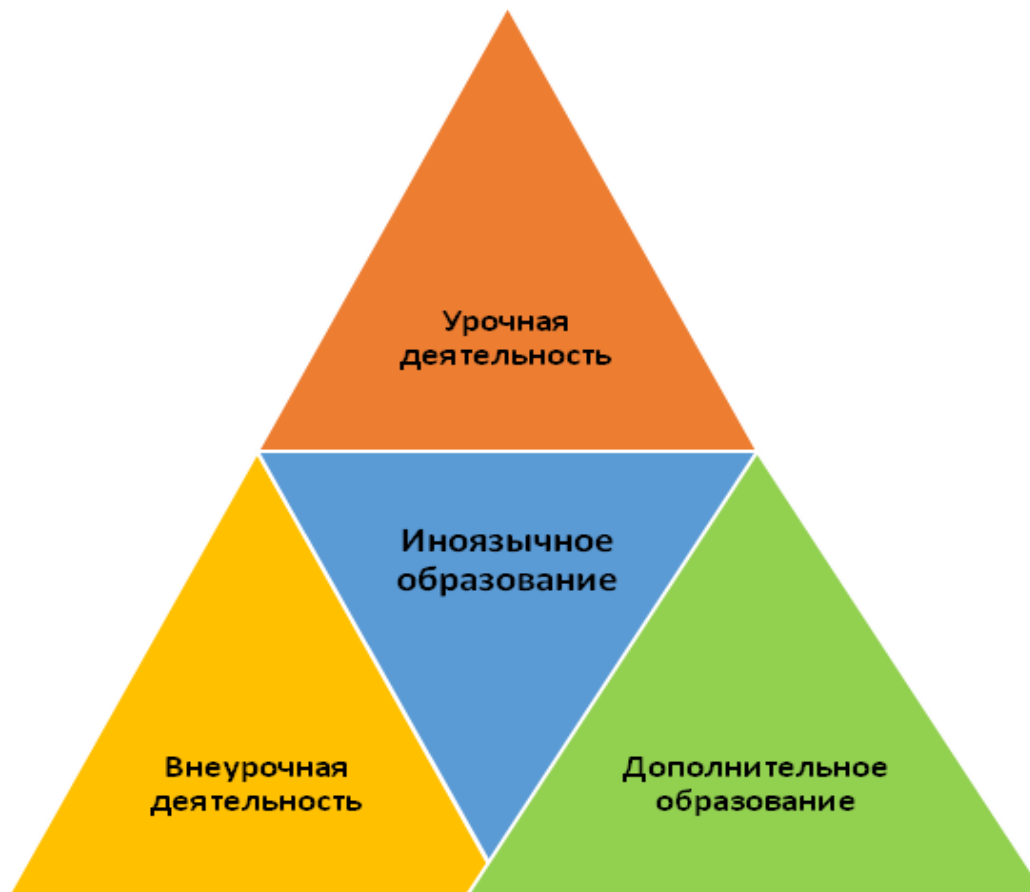 Урочная
деятельность
Иноязычное
образование
Внеурочная
деятельность
Дополнительное
образование